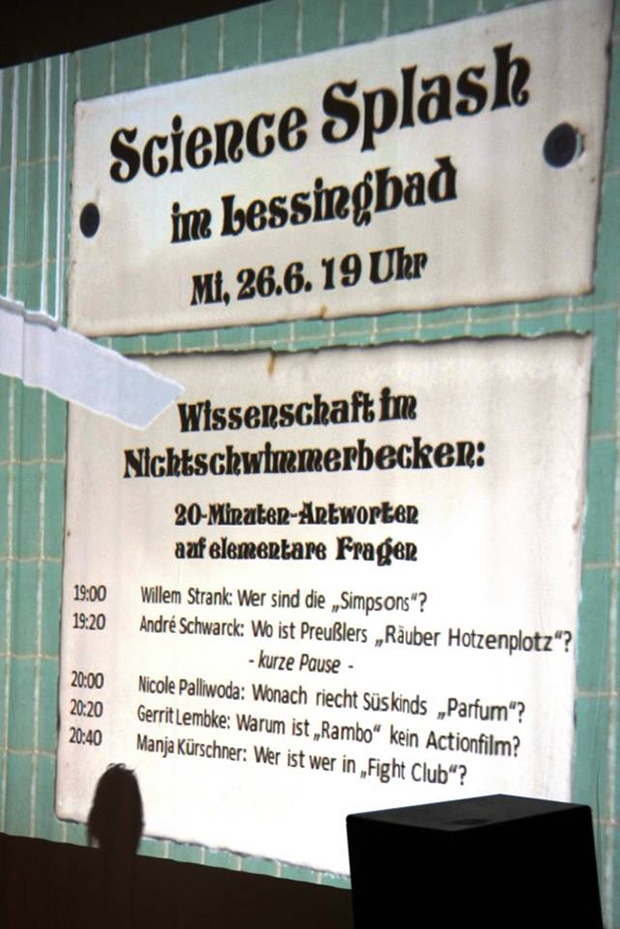 Science Splash
im Lessingbad
Mi, 26.6. 19 Uhr
Wissenschaft im
Nichtschwimmerbecken:
20-Minuten-Antworten
auf elementare Fragen
19:00 Willem Strank: Wer sind die „Simpsons“?
19:20 André Schwarck: Wo ist Preußlers „Räuber Hotzenplotz“?
- kurze Pause -
20:00 Nicole Palliwoda: Wonach riecht Süskinds „Parfum“?
20:20 Gerrit Lembke: Warum ist „Rambo“ kein Actionfilm?
20:40 Manja Kürschner: Wer ist wer in „Fight Club“?